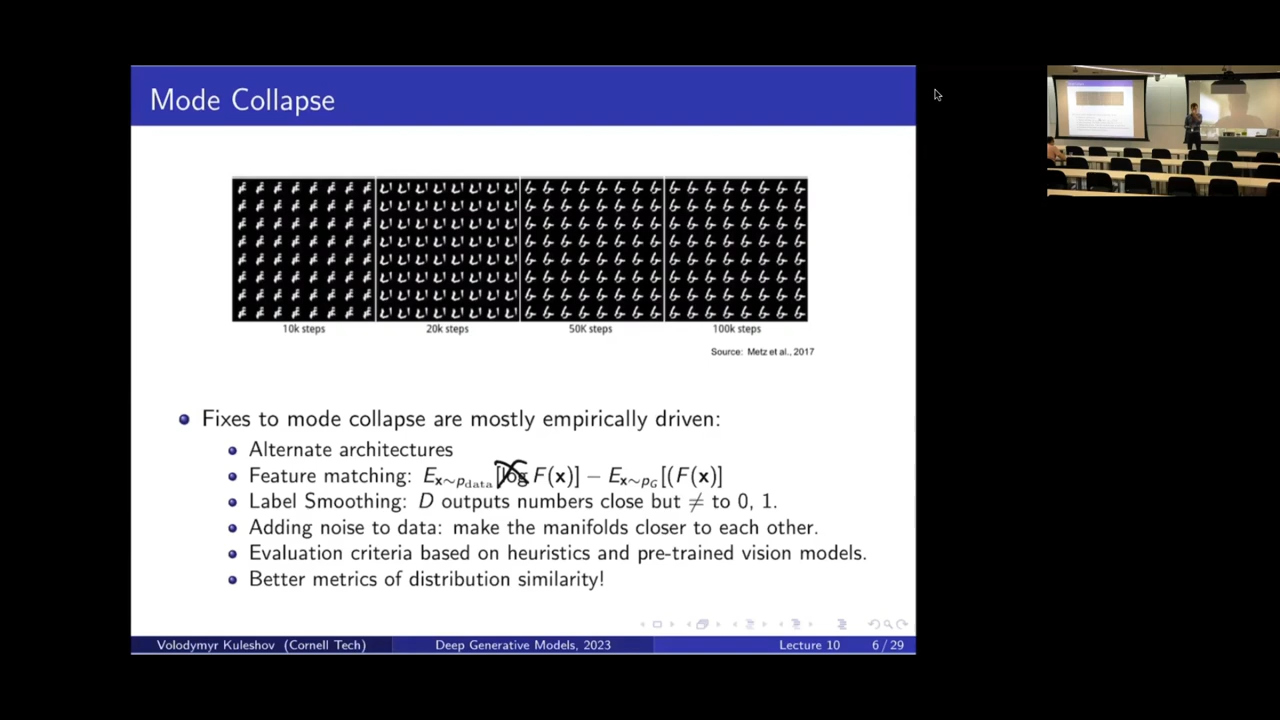 Mode Collapse
10k steps
20k steps
50K steps
100k steps
Source: Metz et al., 2017
Fixes to mode collapse are mostly empirically driven:
Alternate architectures
Feature matching: E_{x∼p_data}[log F(x)] − E_{x∼p_G}[(F(x)]
Label Smoothing: D outputs numbers close but ≠ to 0, 1.
Adding noise to data: make the manifolds closer to each other.
Evaluation criteria based on heuristics and pre-trained vision models.
Better metrics of distribution similarity!
Volodymyr Kuleshov (Cornell Tech)
Deep Generative Models, 2023
Lecture 10
6 / 29